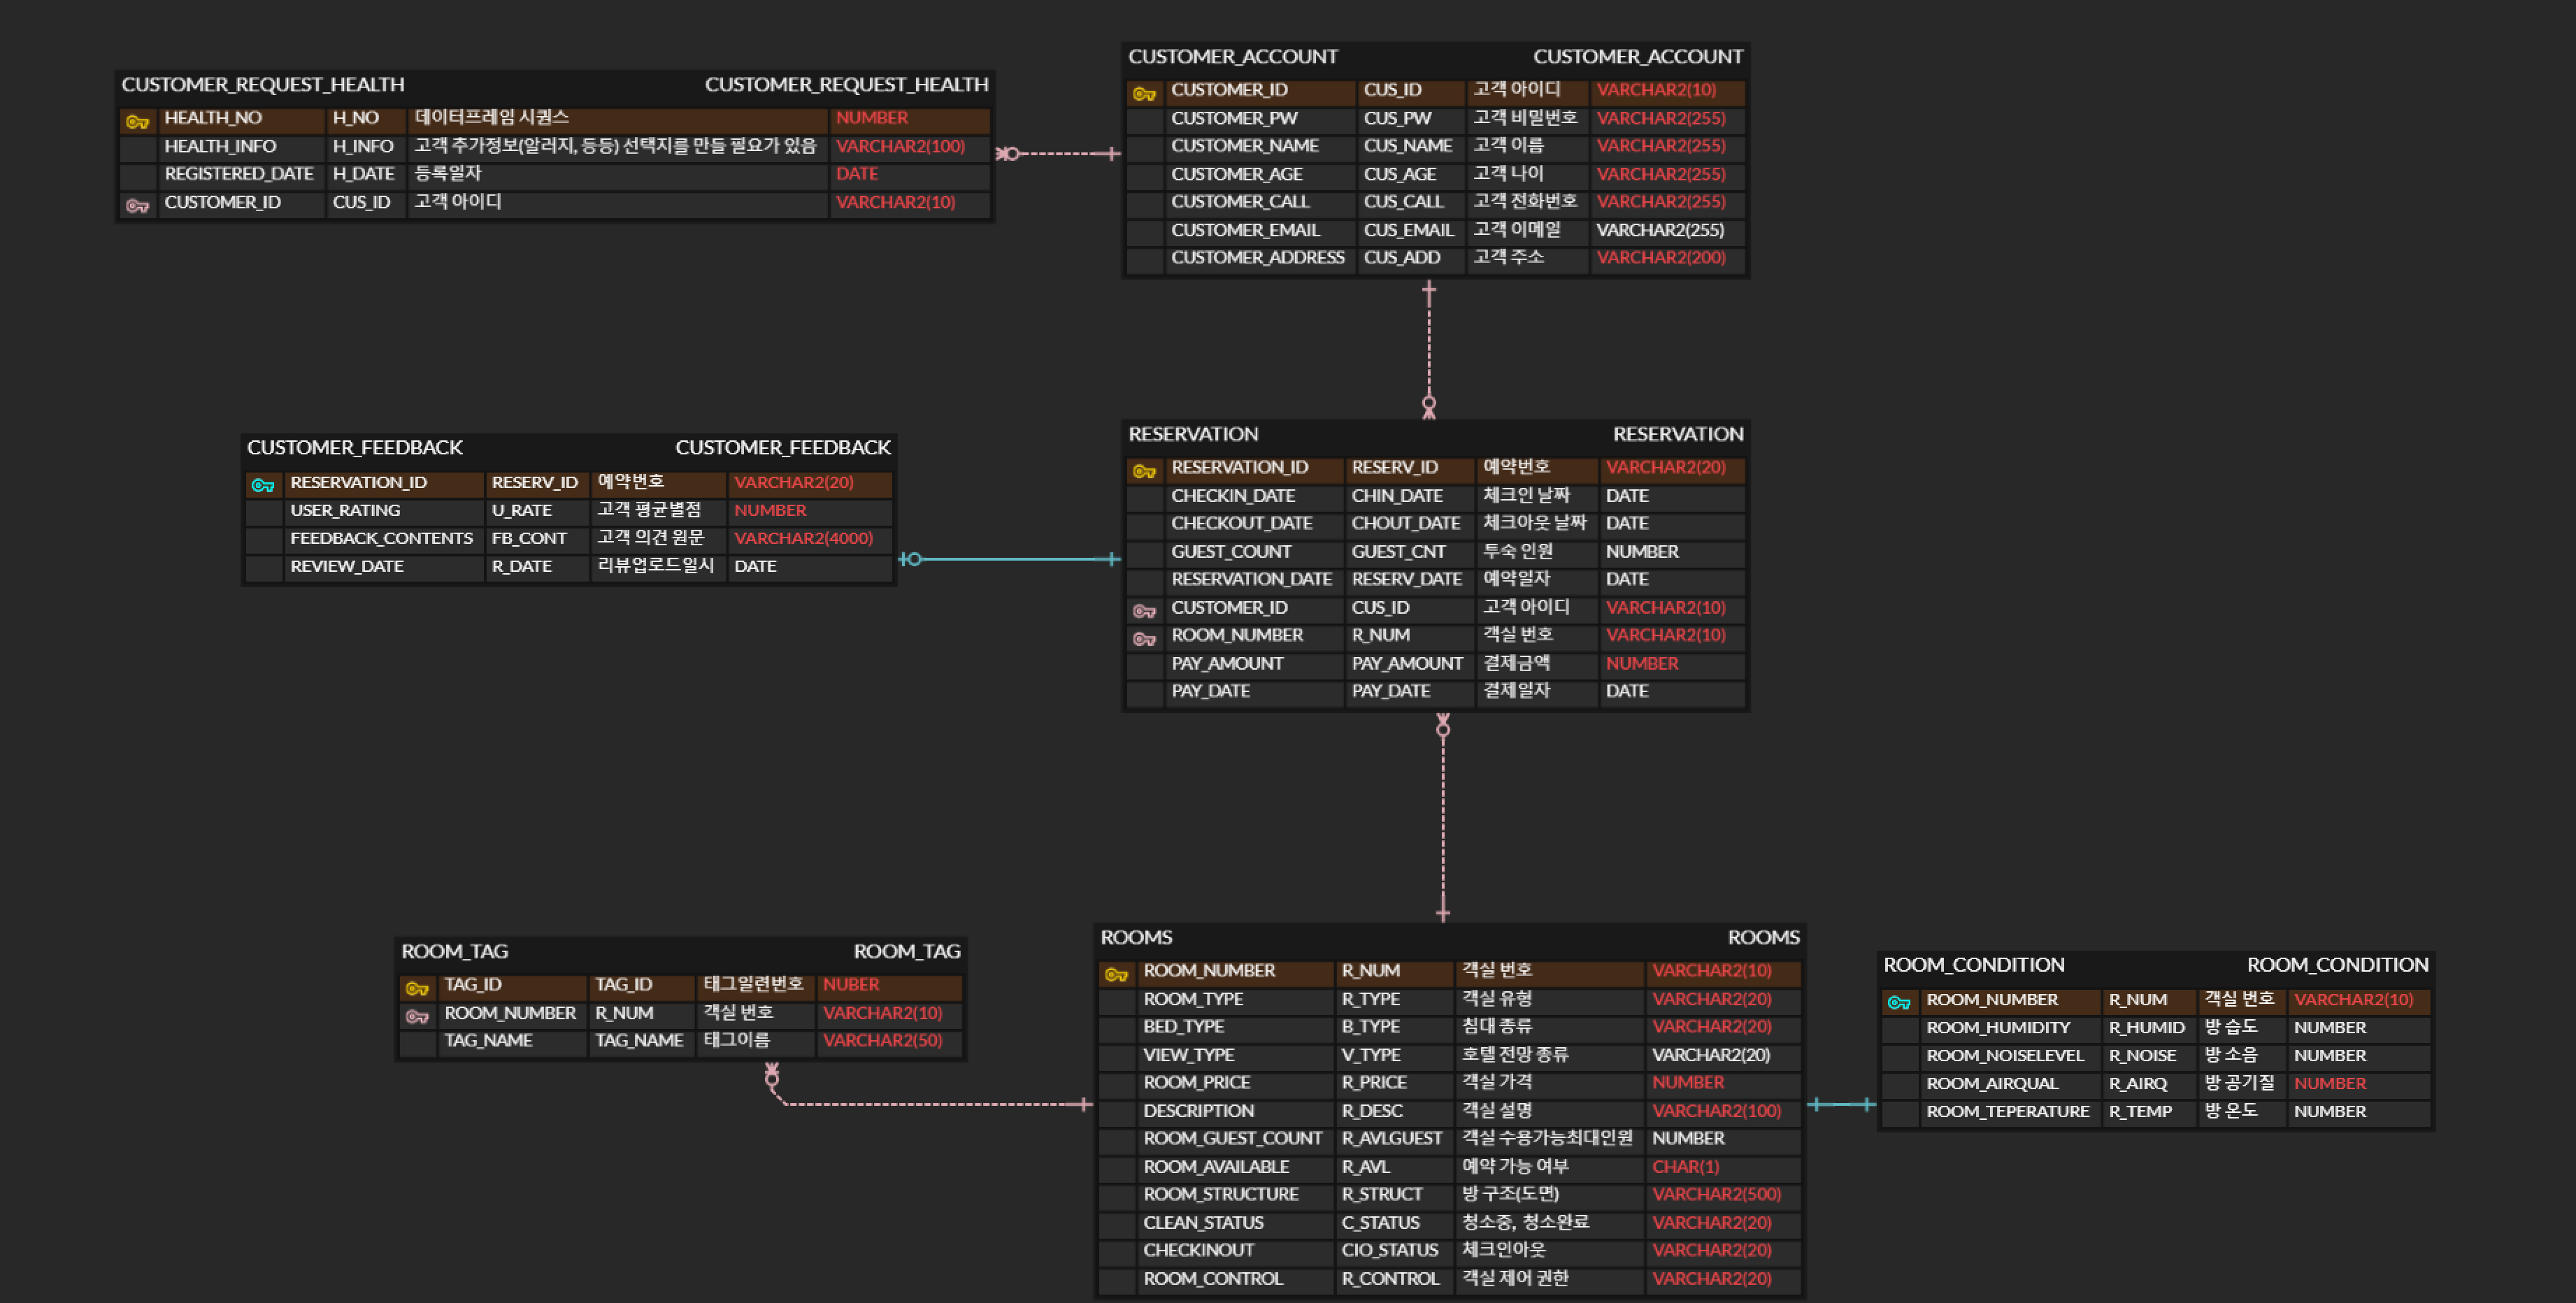 CUSTOMER_REQUEST_HEALTH CUSTOMER_REQUEST_HEALTH
HEALTH_NO H_NO 데이터프레임 시퀀스 NUMBER
HEALTH_INFO H_INFO 고객 추가정보(알러지, 등등) 선택지를 만들 필요가 있음 VARCHAR2(100)
REGISTERED_DATE H_DATE 등록일자 DATE
CUSTOMER_ID CUS_ID 고객 아이디 VARCHAR2(10)
CUSTOMER_ACCOUNT CUSTOMER_ACCOUNT
CUSTOMER_ID CUS_ID 고객 아이디 VARCHAR2(10)
CUSTOMER_PW CUS_PW 고객 비밀번호 VARCHAR2(255)
CUSTOMER_NAME CUS_NAME 고객 이름 VARCHAR2(255)
CUSTOMER_AGE CUS_AGE 고객 나이 VARCHAR2(255)
CUSTOMER_CALL CUS_CALL 고객 전화번호 VARCHAR2(255)
CUSTOMER_EMAIL CUS_EMAIL 고객 이메일 VARCHAR2(255)
CUSTOMER_ADDRESS CUS_ADD 고객 주소 VARCHAR2(200)
CUSTOMER_FEEDBACK CUSTOMER_FEEDBACK
RESERVATION_ID RESERV_ID 예약번호 VARCHAR2(20)
USER_RATING U_RATE 고객 평균별점 NUMBER
FEEDBACK_CONTENTS FB_CONT 고객 의견 원문 VARCHAR2(4000)
REVIEW_DATE R_DATE 리뷰업로드일시 DATE
RESERVATION RESERVATION
RESERVATION_ID RESERV_ID 예약번호 VARCHAR2(20)
CHECKIN_DATE CHIN_DATE 체크인 날짜 DATE
CHECKOUT_DATE CHOUT_DATE 체크아웃 날짜 DATE
GUEST_COUNT GUEST_CNT 투숙 인원 NUMBER
RESERVATION_DATE RESERV_DATE 예약일자 DATE
CUSTOMER_ID CUS_ID 고객 아이디 VARCHAR2(10)
ROOM_NUMBER R_NUM 객실 번호 VARCHAR2(10)
PAY_AMOUNT PAY_AMOUNT 결제금액 NUMBER
PAY_DATE PAY_DATE 결제일자 DATE
ROOM_TAG ROOM_TAG
TAG_ID TAG_ID 태그일련번호 NUBER
ROOM_NUMBER R_NUM 객실 번호 VARCHAR2(10)
TAG_NAME TAG_NAME 태그이름 VARCHAR2(50)
ROOMS ROOMS
ROOM_NUMBER R_NUM 객실 번호 VARCHAR2(10)
ROOM_TYPE R_TYPE 객실 유형 VARCHAR2(20)
BED_TYPE B_TYPE 침대 종류 VARCHAR2(20)
VIEW_TYPE V_TYPE 호텔 전망 종류 VARCHAR2(20)
ROOM_PRICE R_PRICE 객실 가격 NUMBER
DESCRIPTION R_DESC 객실 설명 VARCHAR2(100)
ROOM_GUEST_COUNT R_AVLGUEST 객실 수용가능최대인원 NUMBER
ROOM_AVAILABLE R_AVL 예약 가능 여부 CHAR(1)
ROOM_STRUCTURE R_STRUCT 방 구조(도면) VARCHAR2(500)
CLEAN_STATUS C_STATUS 청소중, 청소완료 VARCHAR2(20)
CHECKINOUT CIO_STATUS 체크인아웃 VARCHAR2(20)
ROOM_CONTROL R_CONTROL 객실 제어 권한 VARCHAR2(20)
ROOM_CONDITION ROOM_CONDITION
ROOM_NUMBER R_NUM 객실 번호 VARCHAR2(10)
ROOM_HUMIDITY R_HUMID 방 습도 NUMBER
ROOM_NOISELEVEL R_NOISE 방 소음 NUMBER
ROOM_AIRQUAL R_AIRQ 방 공기질 NUMBER
ROOM_TEPERATURE R_TEMP 방 온도 NUMBER